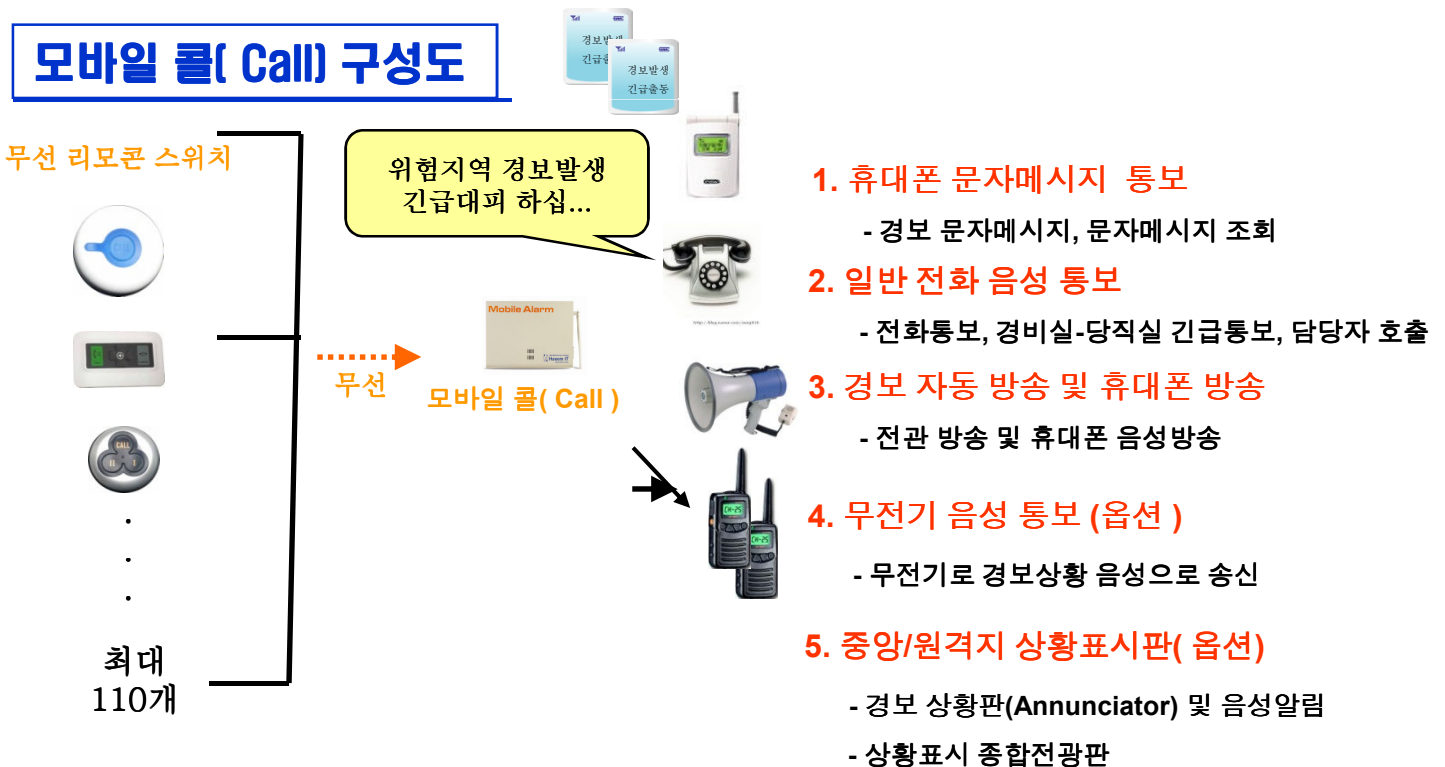 모바일 콜( Call) 구성도
경보발생
긴급출동
무선 리모콘 스위치
위험지역 경보발생
긴급대피 하십...
CALL
최대
110개
무선
Mobile Alarm
모바일 콜( Call )
CH-25
CH-25
1. 휴대폰 문자메시지 통보
- 경보 문자메시지, 문자메시지 조회
2. 일반 전화 음성 통보
- 전화통보, 경비실-당직실 긴급통보, 담당자 호출
3. 경보 자동 방송 및 휴대폰 방송
- 전관 방송 및 휴대폰 음성방송
4. 무전기 음성 통보 (옵션 )
- 무전기로 경보상황 음성으로 송신
5. 중앙/원격지 상황표시판( 옵션)
- 경보 상황판(Annunciator) 및 음성알림
- 상황표시 종합전광판